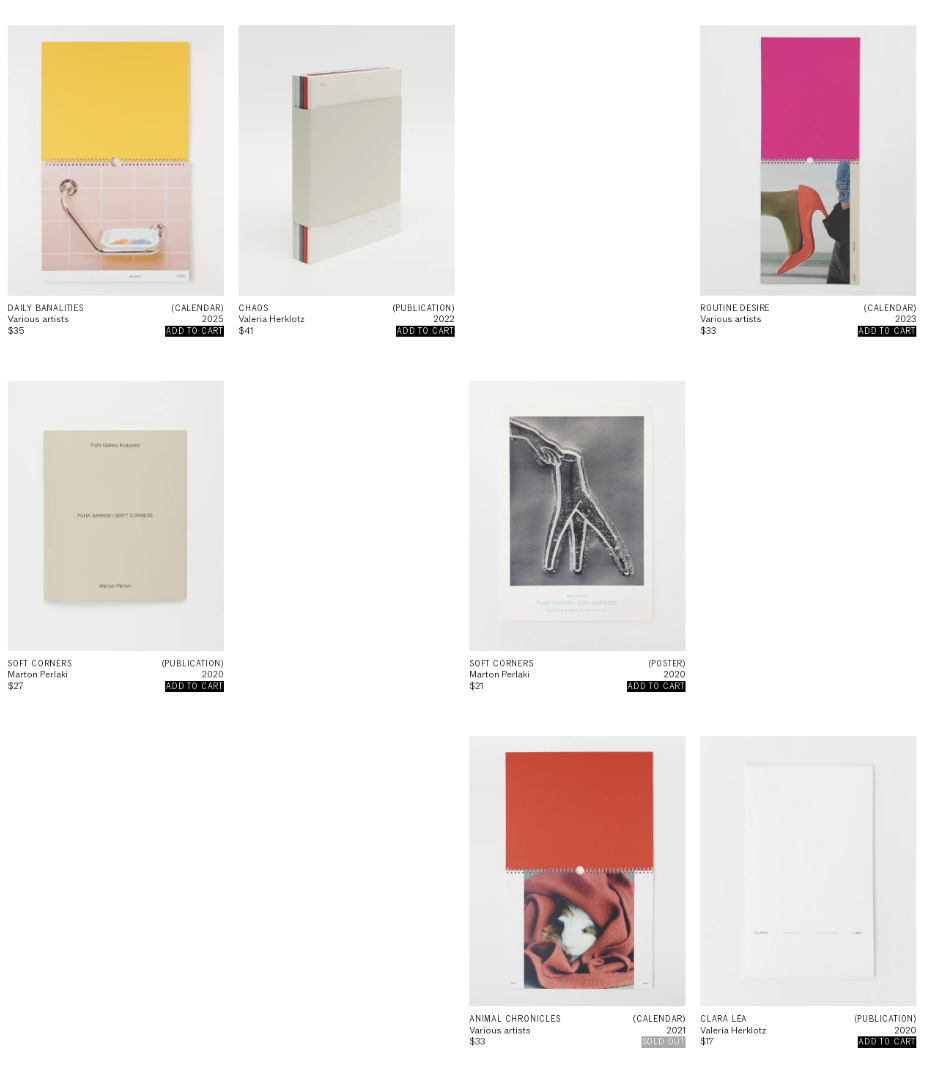 DAILY BANALITIES (CALENDAR)
Various artists 2025
$35 ADD TO CART
CHAOS (PUBLICATION)
Valeria Herklotz 2022
$41 ADD TO CART
ROUTINE DESIRE (CALENDAR)
Various artists 2023
$33 ADD TO CART
Trafó Gallery Budapest
PUHA SARKOK / SOFT CORNERS
Marton Perlaki
SOFT CORNERS (PUBLICATION)
Marton Perlaki 2020
$27 ADD TO CART
PUHA SARKOK / SOFT CORNERS
SOFT CORNERS (POSTER)
Marton Perlaki 2020
$21 ADD TO CART
ANIMAL CHRONICLES (CALENDAR)
Various artists 2021
$33 SOLD OUT
CLARA LÉA
CLARA LÉA (PUBLICATION)
Valeria Herklotz 2020
$17 ADD TO CART